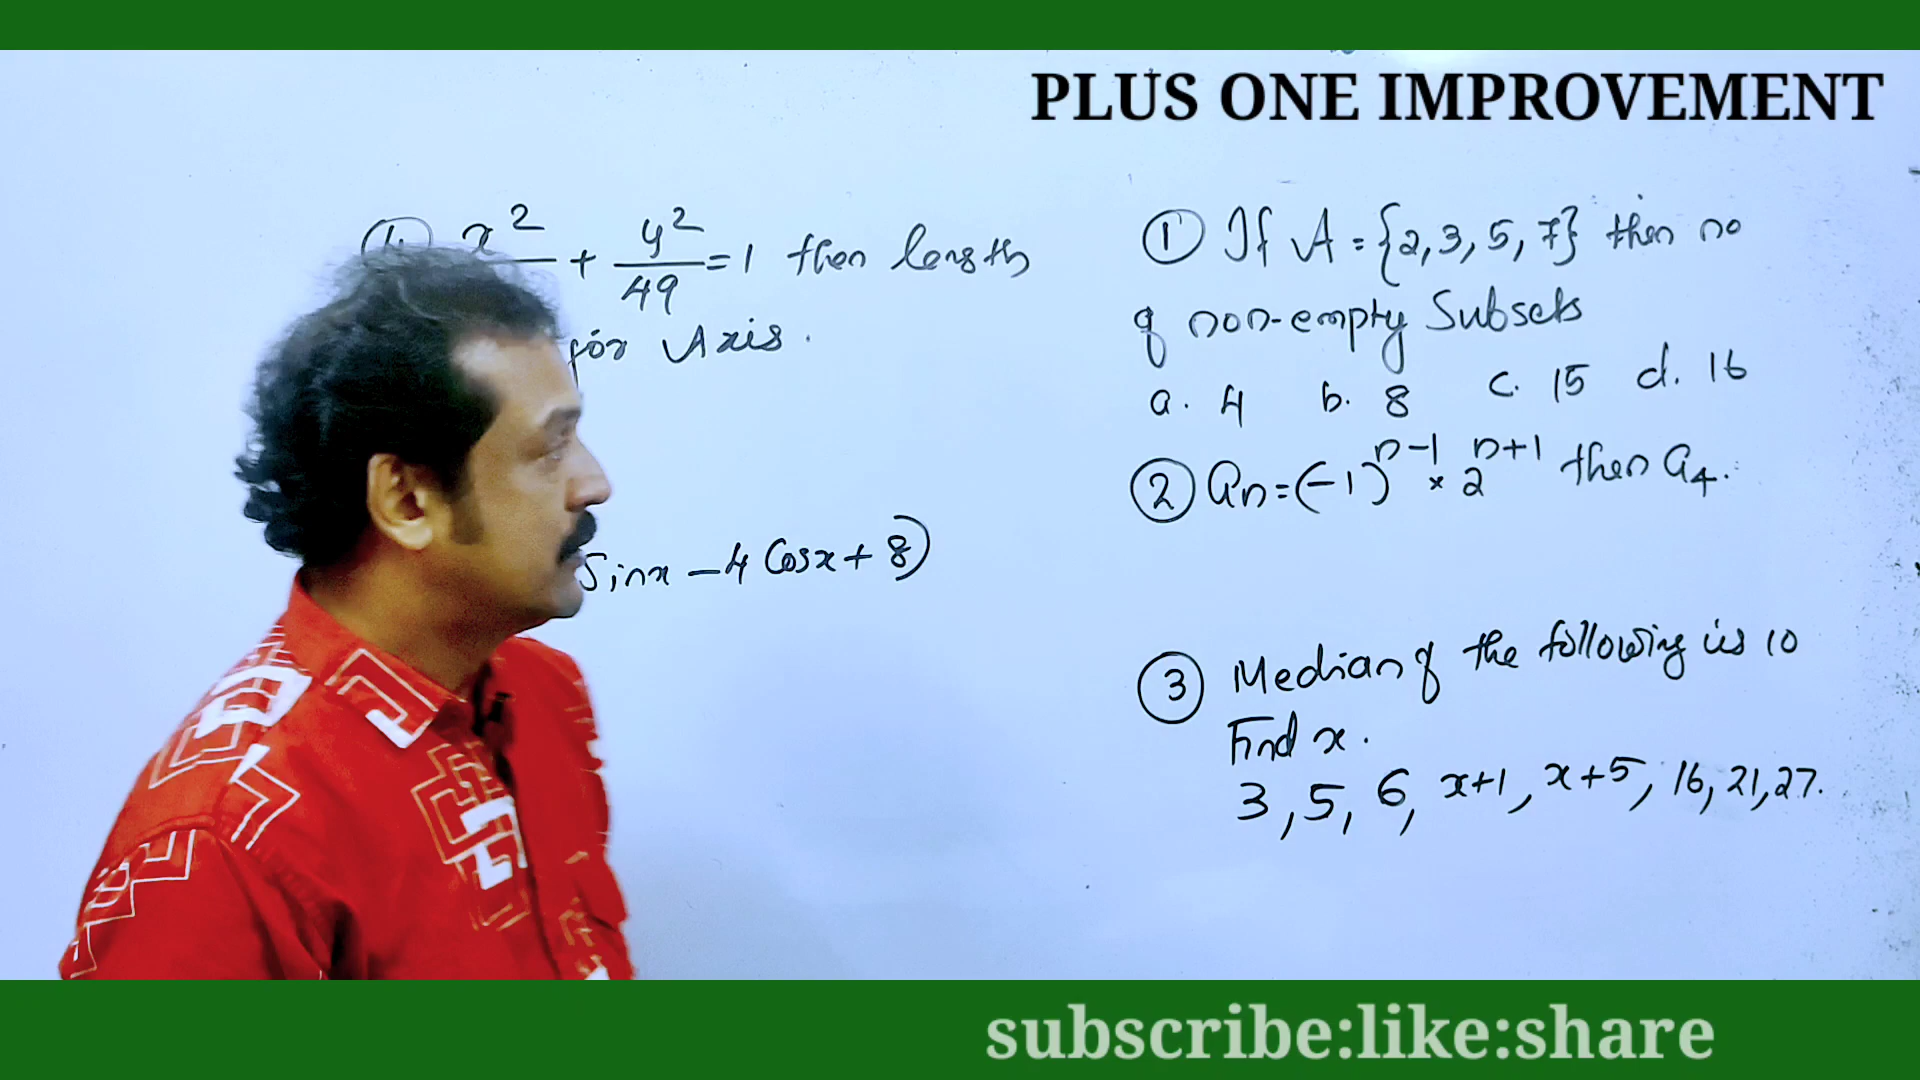 PLUS ONE IMPROVEMENT
x² + y²/49 = 1 then length
jor Axis.
Sinx - 4 Cosx + 8)
① If A = {2, 3, 5, 7} then no
of non-empty Subsets
a. 4 b. 8 c. 15 d. 16
② an = (-1)ⁿ⁻¹ × 2ⁿ⁺¹ then a₄.
③ Median of the following is 10
Find x.
3, 5, 6, x+1, x+5, 16, 21, 27.
subscribe:like:share